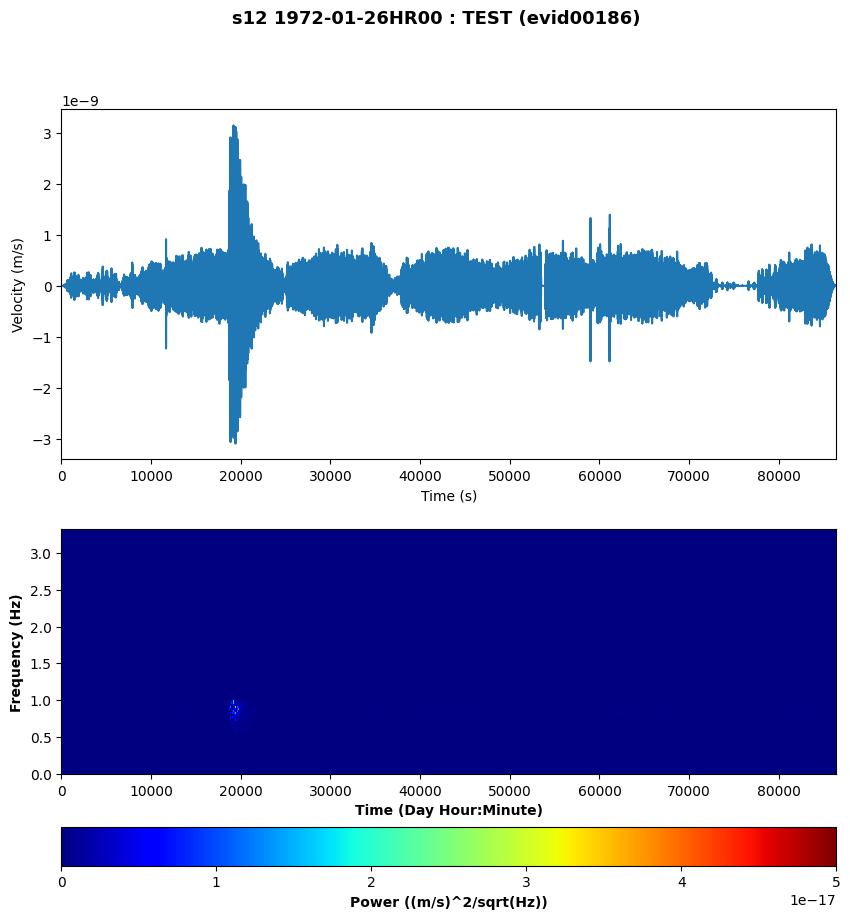 s12 1972-01-26HR00 : TEST (evid00186)
1e−9
3
2
1
0
−1
−2
−3
Velocity (m/s)
0 10000 20000 30000 40000 50000 60000 70000 80000
Time (s)
3.0
2.5
2.0
1.5
1.0
0.5
0.0
Frequency (Hz)
0 10000 20000 30000 40000 50000 60000 70000 80000
Time (Day Hour:Minute)
0 1 2 3 4 5
1e−17
Power ((m/s)^2/sqrt(Hz))